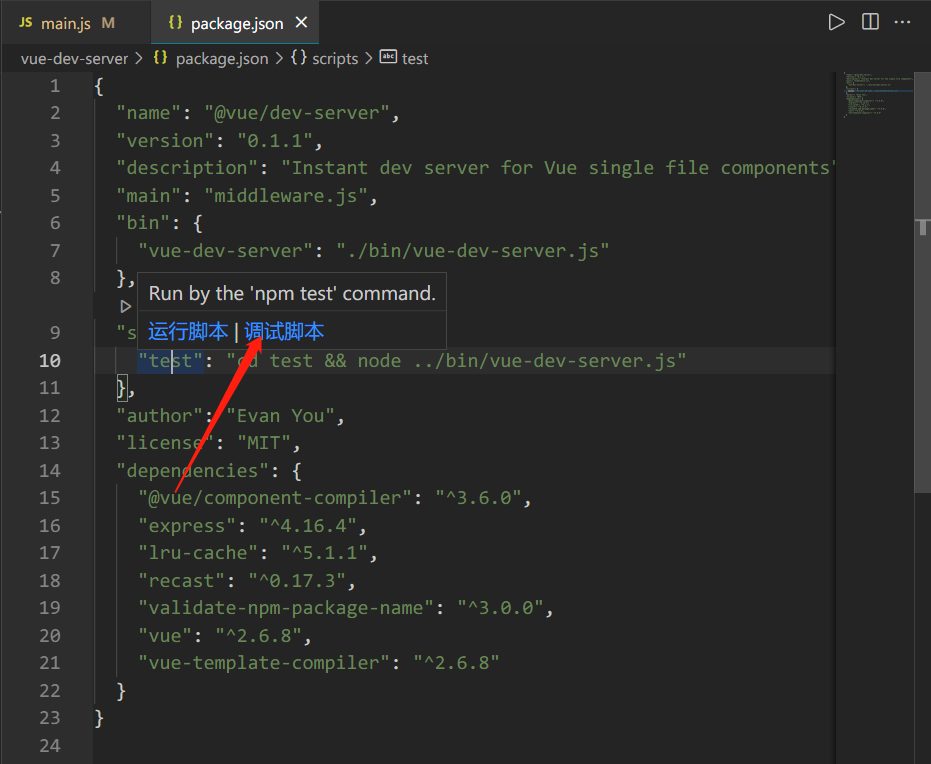 JS main.js M {} package.json ×
vue-dev-server > {} package.json > {} scripts > abc test
1 {
2 "name": "@vue/dev-server",
3 "version": "0.1.1",
4 "description": "Instant dev server for Vue single file components"
5 "main": "middleware.js",
6 "bin": {
7 "vue-dev-server": "./bin/vue-dev-server.js"
8 },
Run by the 'npm test' command.
9 "s
运行脚本 | 调试脚本
10 "test": "cd test && node ../bin/vue-dev-server.js"
11 },
12 "author": "Evan You",
13 "license": "MIT",
14 "dependencies": {
15 "@vue/component-compiler": "^3.6.0",
16 "express": "^4.16.4",
17 "lru-cache": "^5.1.1",
18 "recast": "^0.17.3",
19 "validate-npm-package-name": "^3.0.0",
20 "vue": "^2.6.8",
21 "vue-template-compiler": "^2.6.8"
22 }
23 }
24